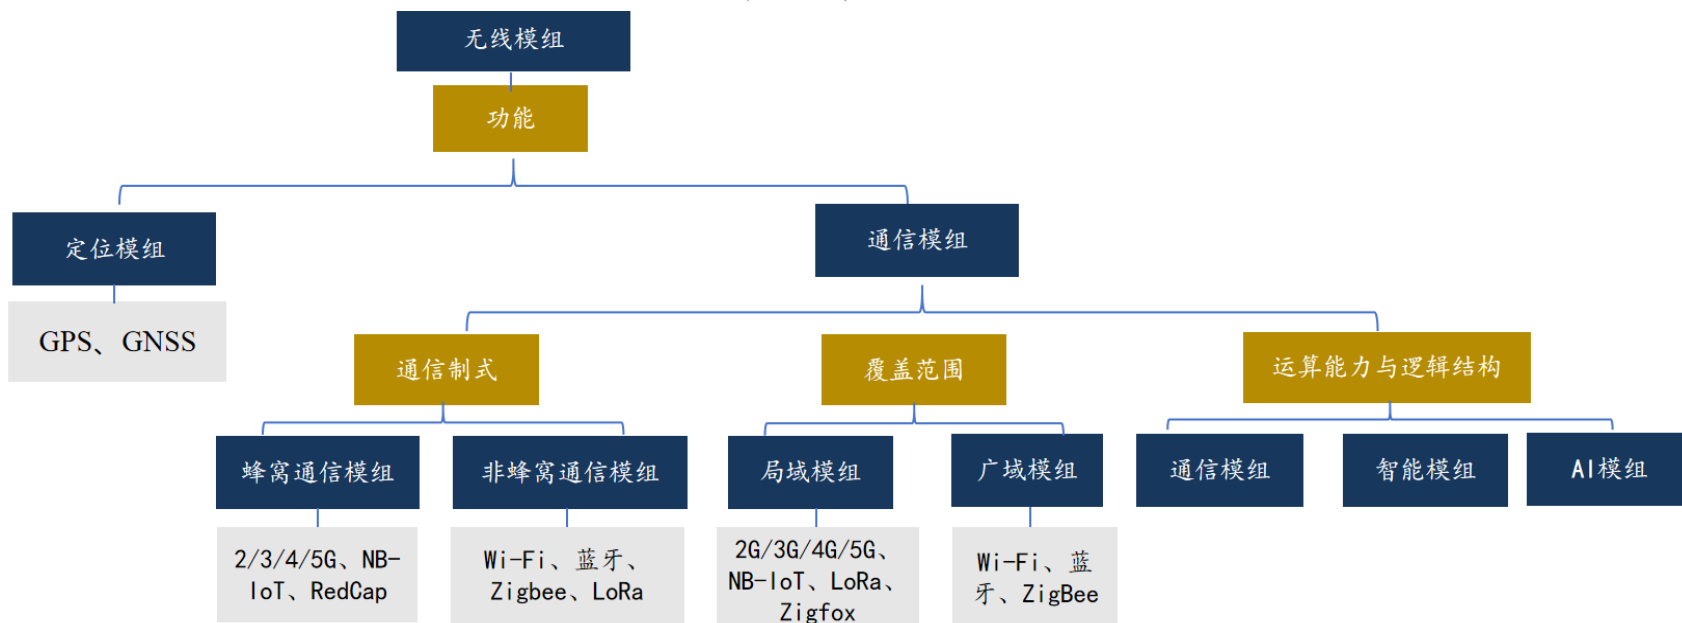 无线模组
功能
定位模组
通信模组
GPS、GNSS
通信制式
覆盖范围
运算能力与逻辑结构
蜂窝通信模组
非蜂窝通信模组
局域模组
广域模组
通信模组
智能模组
AI模组
2/3/4/5G、NB-
IoT、RedCap
Wi-Fi、蓝牙、
Zigbee、LoRa
2G/3G/4G/5G、
NB-IoT、LoRa、
Zigfox
Wi-Fi、蓝
牙、ZigBee